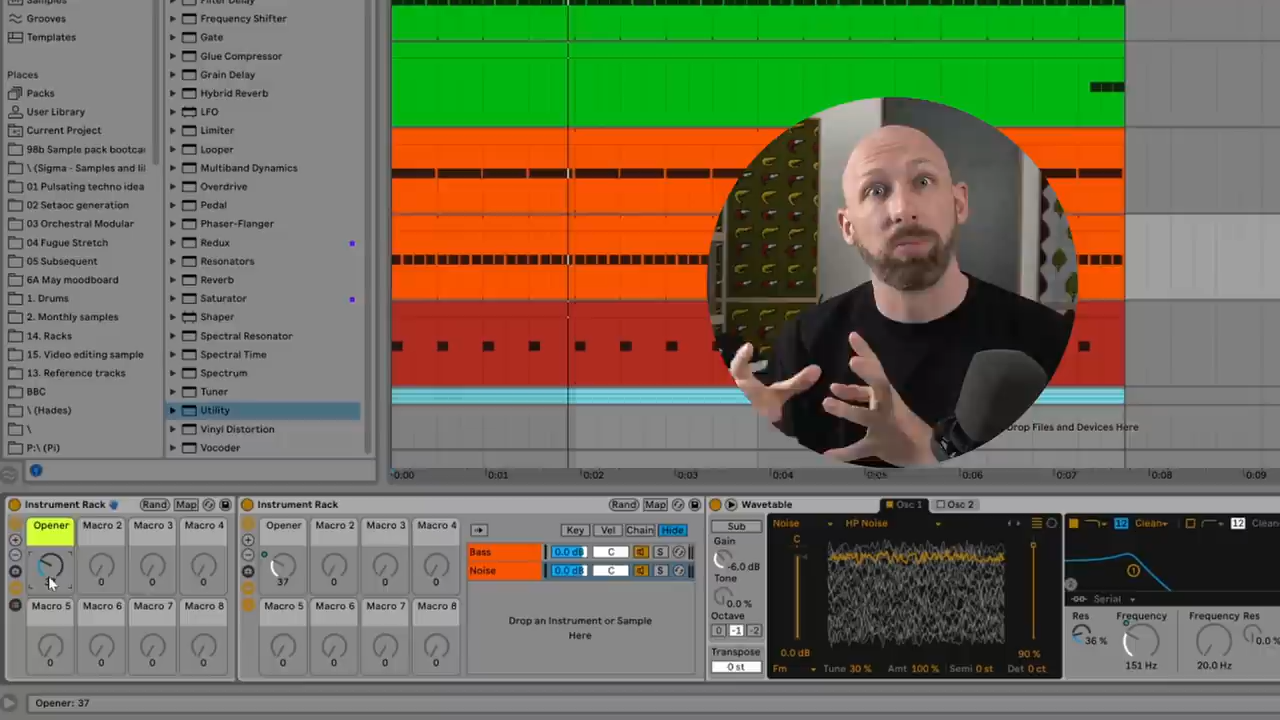 Samples
Grooves
Templates
Places
Packs
User Library
Current Project
98b Sample pack bootca
\ (Sigma - Samples and li
01 Pulsating techno idea
02 Setaoc generation
03 Orchestral Modular
04 Fugue Stretch
05 Subsequent
6A May moodboard
1. Drums
2. Monthly samples
14. Racks
15. Video editing sample
13. Reference tracks
BBC
\ (Hades)
\
P:\ (Pi)
Filter Delay
Frequency Shifter
Gate
Glue Compressor
Grain Delay
Hybrid Reverb
LFO
Limiter
Looper
Multiband Dynamics
Overdrive
Pedal
Phaser-Flanger
Redux
Resonators
Reverb
Saturator
Shaper
Spectral Resonator
Spectral Time
Spectrum
Tuner
Utility
Vinyl Distortion
Vocoder
Drop Files and Devices Here
0:00 0:01 0:02 0:03 0:04 0:05 0:06 0:07 0:08 0:09
Instrument Rack Rand Map
Opener Macro 2 Macro 3 Macro 4
0 0 0
Macro 5 Macro 6 Macro 7 Macro 8
0 0 0 0
Instrument Rack Rand Map
Opener Macro 2 Macro 3 Macro 4
37 0 0 0
Macro 5 Macro 6 Macro 7 Macro 8
0 0 0 0
Key Vel Chain Hide
Bass 0.0 dB C S
Noise 0.0 dB C S
Drop an Instrument or Sample
Here
Wavetable Osc 1 Osc 2
Sub
Gain
-6.0 dB
Tone
0.0 %
Octave
0 -1 -2
Transpose
0 st
Noise HP Noise
C
0.0 dB 90 %
Fm Tune 30 % Amt 100 % Semi 0 st Det 0 ct
12 Clean 12 Clean
1
2
Serial
Res Frequency Frequency Res
36 % 151 Hz 20.0 Hz 0.0 %
Opener: 37